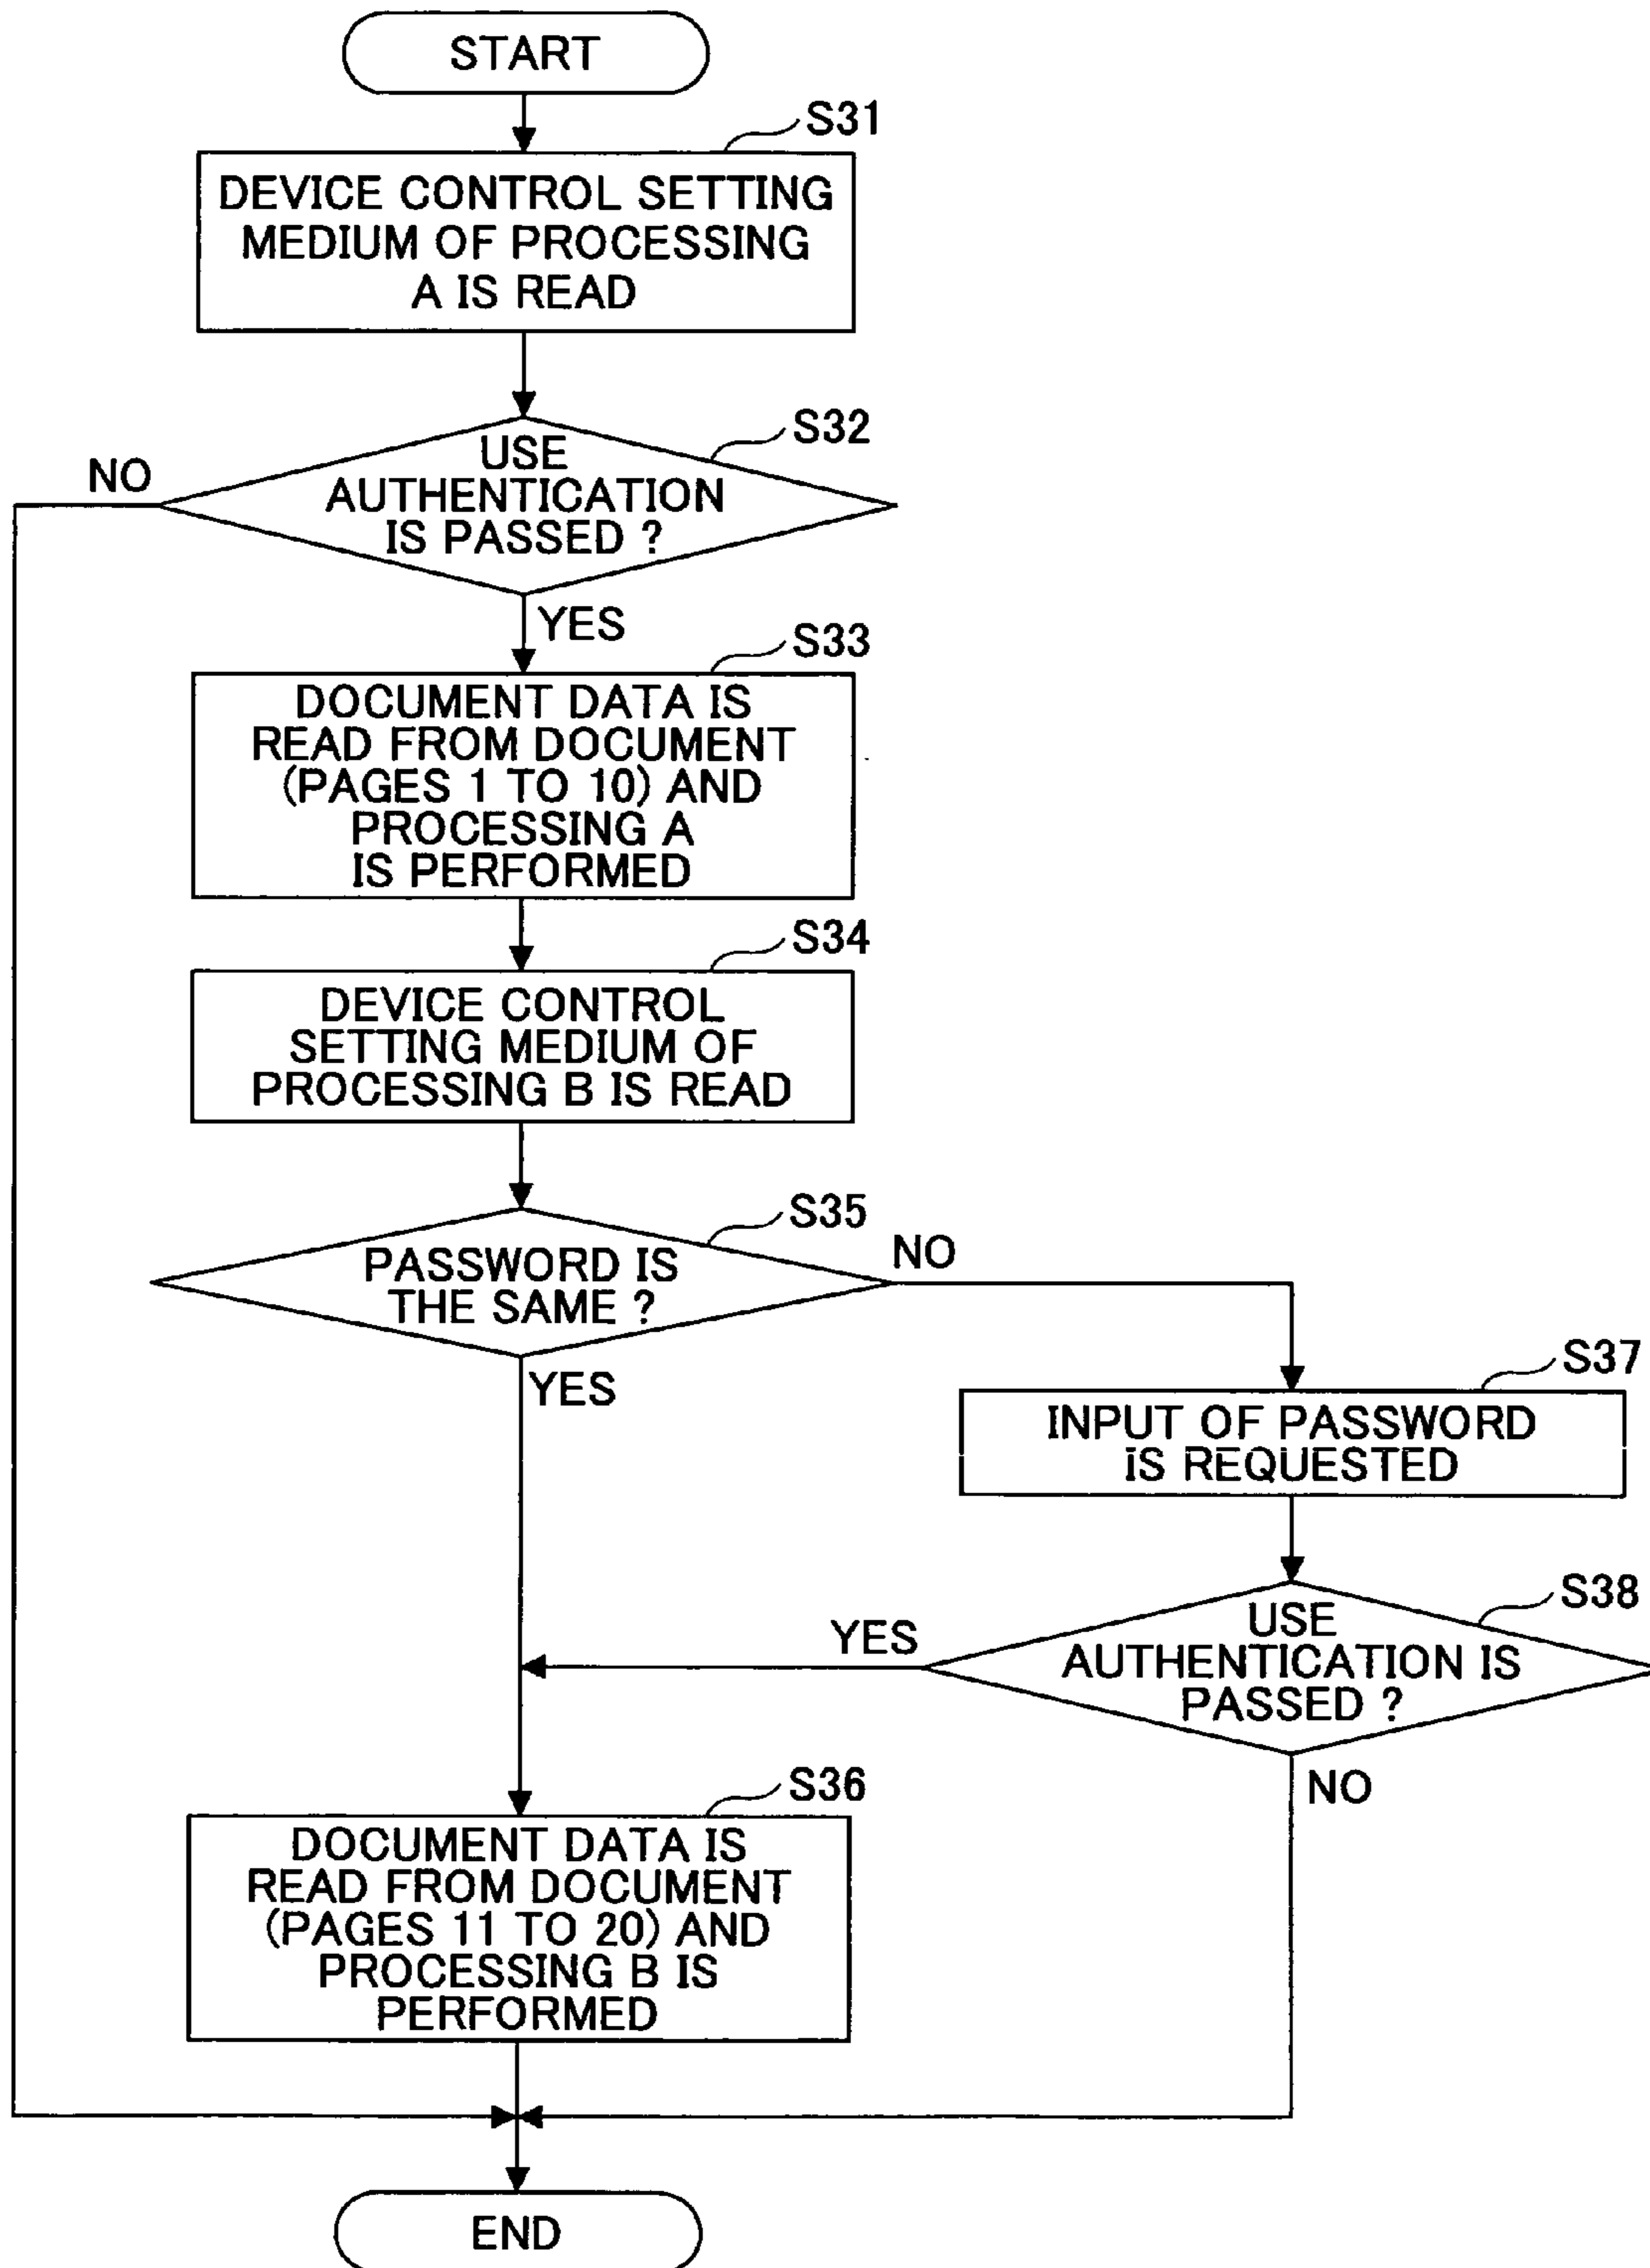 START
S31
DEVICE CONTROL SETTING
MEDIUM OF PROCESSING
A IS READ
S32
USE
AUTHENTICATION
IS PASSED ?
NO
YES
S33
DOCUMENT DATA IS
READ FROM DOCUMENT
(PAGES 1 TO 10) AND
PROCESSING A
IS PERFORMED
S34
DEVICE CONTROL
SETTING MEDIUM OF
PROCESSING B IS READ
S35
PASSWORD IS
THE SAME ?
NO
YES
S37
INPUT OF PASSWORD
iS REQUESTED
S38
USE
AUTHENTICATION IS
PASSED ?
YES
NO
S36
DOCUMENT DATA IS
READ FROM DOCUMENT
(PAGES 11 TO 20) AND
PROCESSING B IS
PERFORMED
END